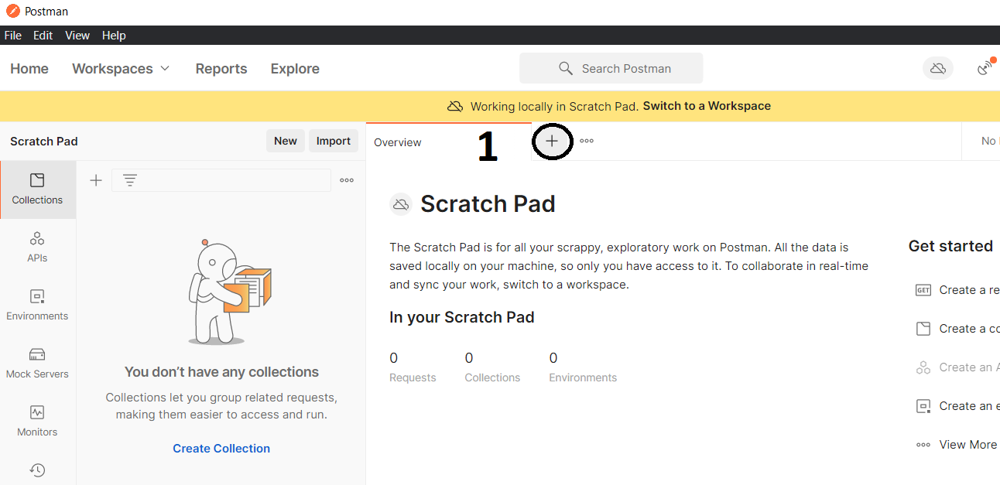 Postman
File Edit View Help
Home Workspaces Reports Explore Search Postman
Working locally in Scratch Pad. Switch to a Workspace
Scratch Pad New Import Overview 1 No
Collections
APIs
Environments
Mock Servers
Monitors
You don’t have any collections
Collections let you group related requests,
making them easier to access and run.
Create Collection
Scratch Pad
The Scratch Pad is for all your scrappy, exploratory work on Postman. All the data is
saved locally on your machine, so only you have access to it. To collaborate in real-time
and sync your work, switch to a workspace.
In your Scratch Pad
0 0 0
Requests Collections Environments
Get started
GET Create a re
Create a co
Create an A
Create an e
View More